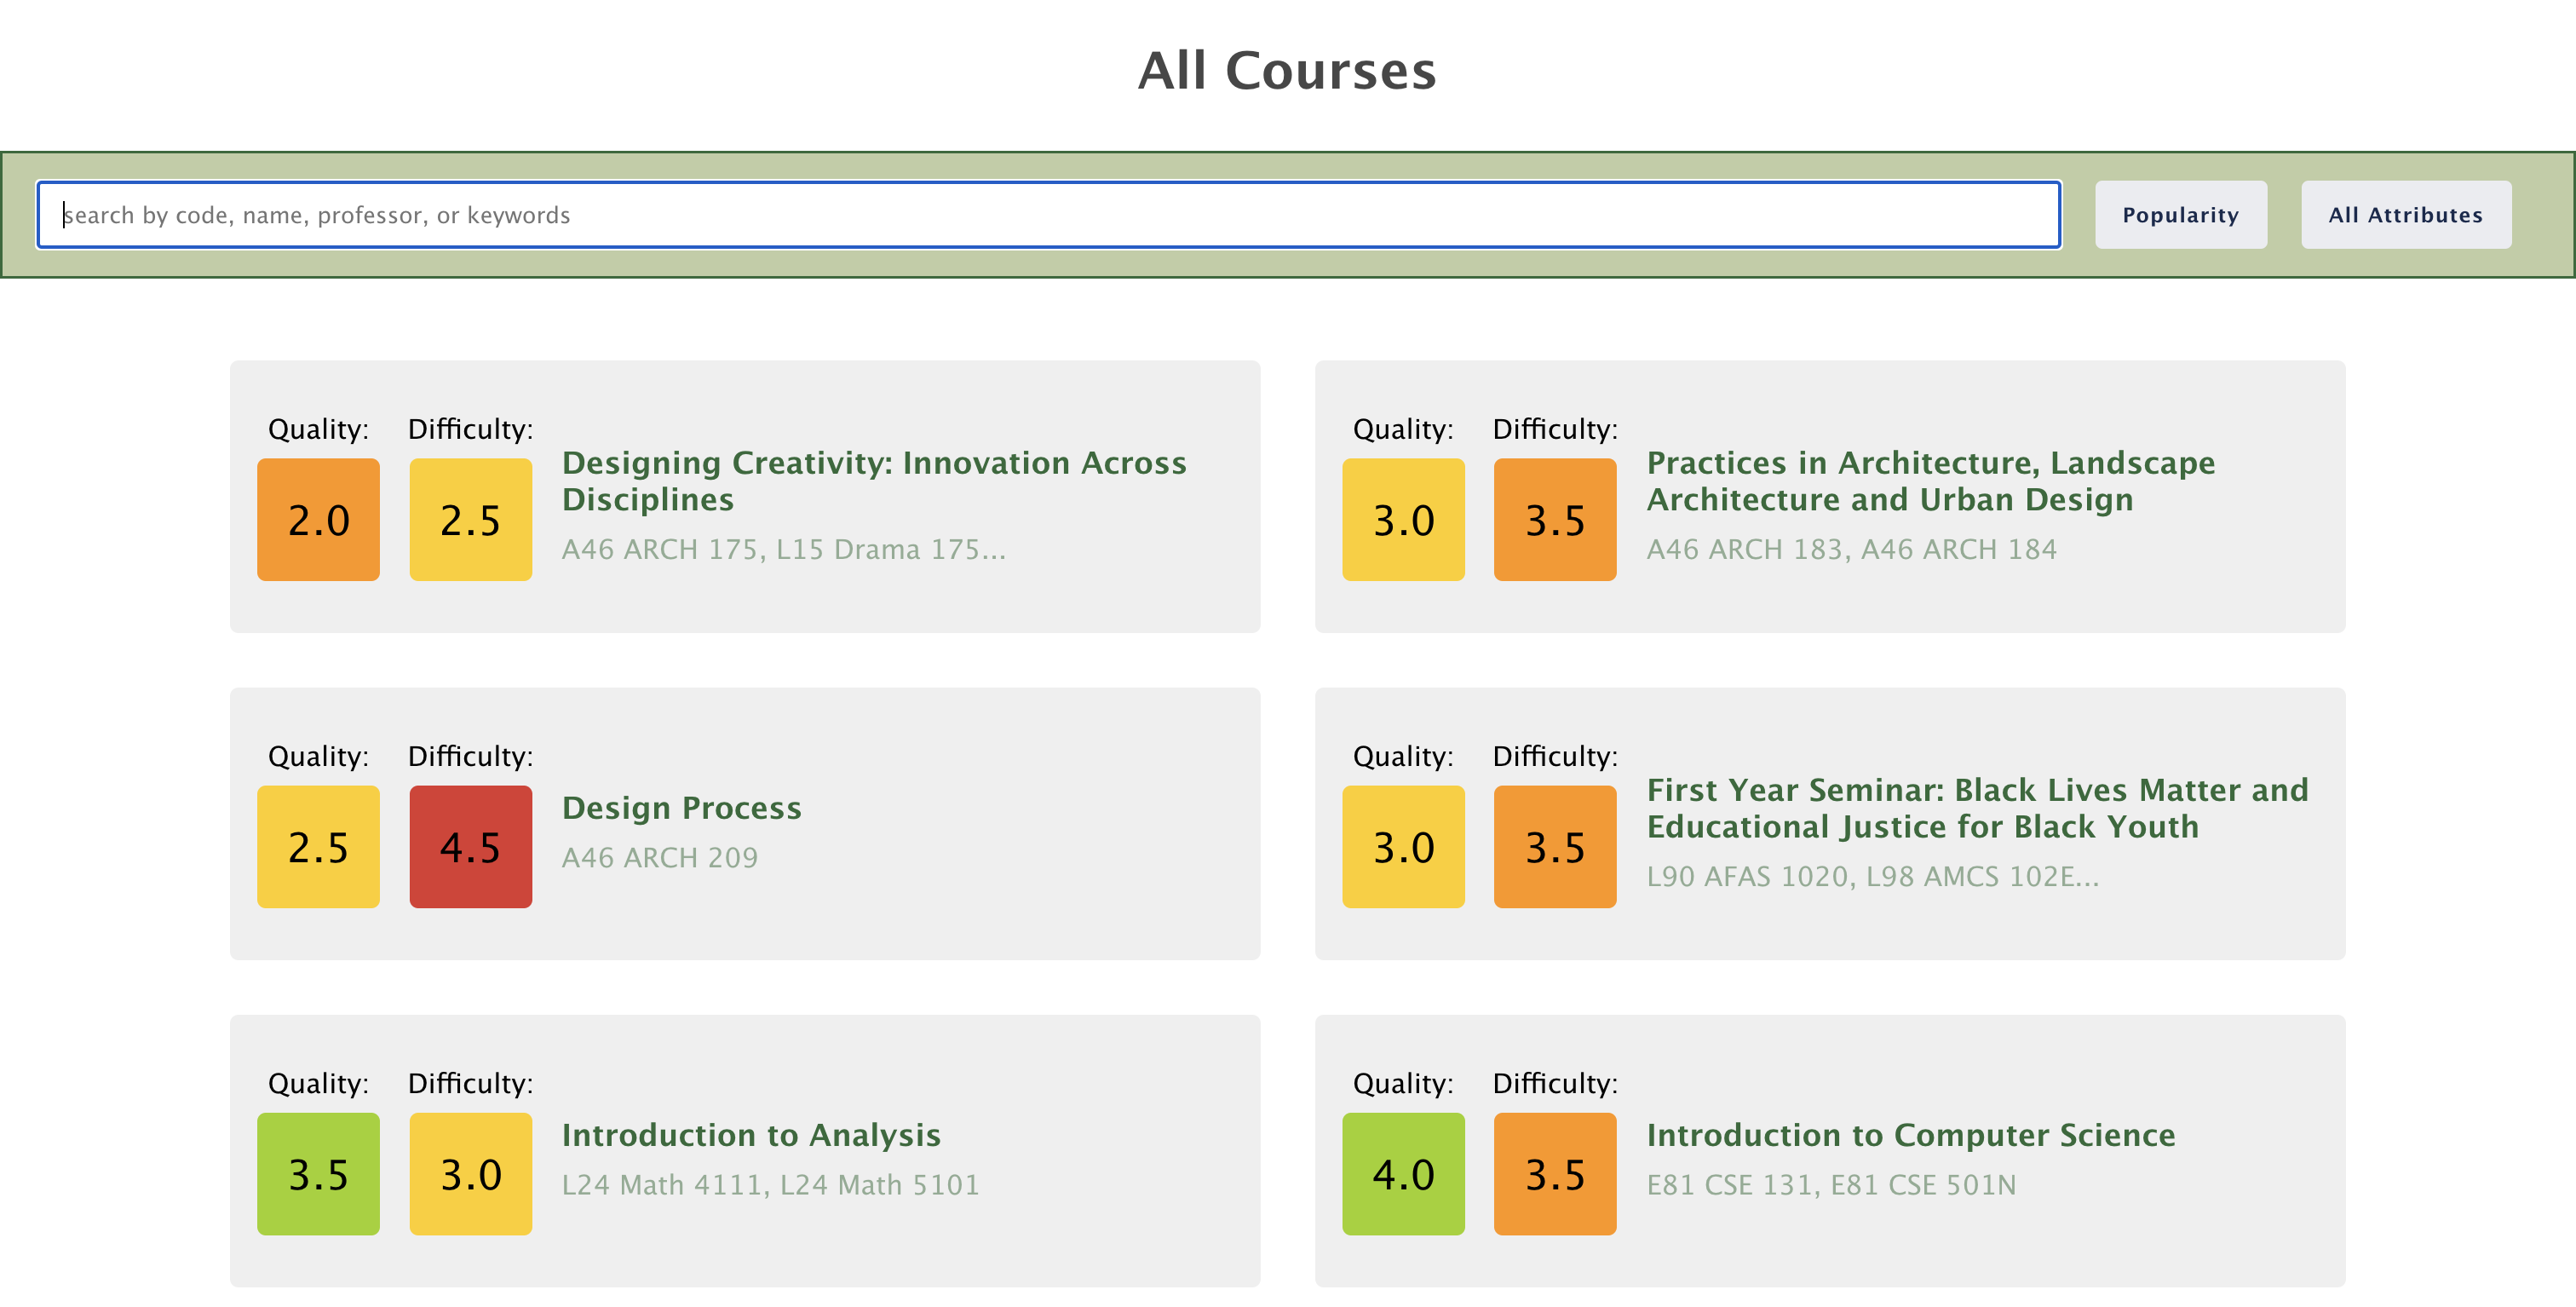 All Courses
search by code, name, professor, or keywords
Popularity
All Attributes
Quality:
Difficulty:
2.0
2.5
Designing Creativity: Innovation Across
Disciplines
A46 ARCH 175, L15 Drama 175...
Quality:
Difficulty:
3.0
3.5
Practices in Architecture, Landscape
Architecture and Urban Design
A46 ARCH 183, A46 ARCH 184
Quality:
Difficulty:
2.5
4.5
Design Process
A46 ARCH 209
Quality:
Difficulty:
3.0
3.5
First Year Seminar: Black Lives Matter and
Educational Justice for Black Youth
L90 AFAS 1020, L98 AMCS 102E...
Quality:
Difficulty:
3.5
3.0
Introduction to Analysis
L24 Math 4111, L24 Math 5101
Quality:
Difficulty:
4.0
3.5
Introduction to Computer Science
E81 CSE 131, E81 CSE 501N